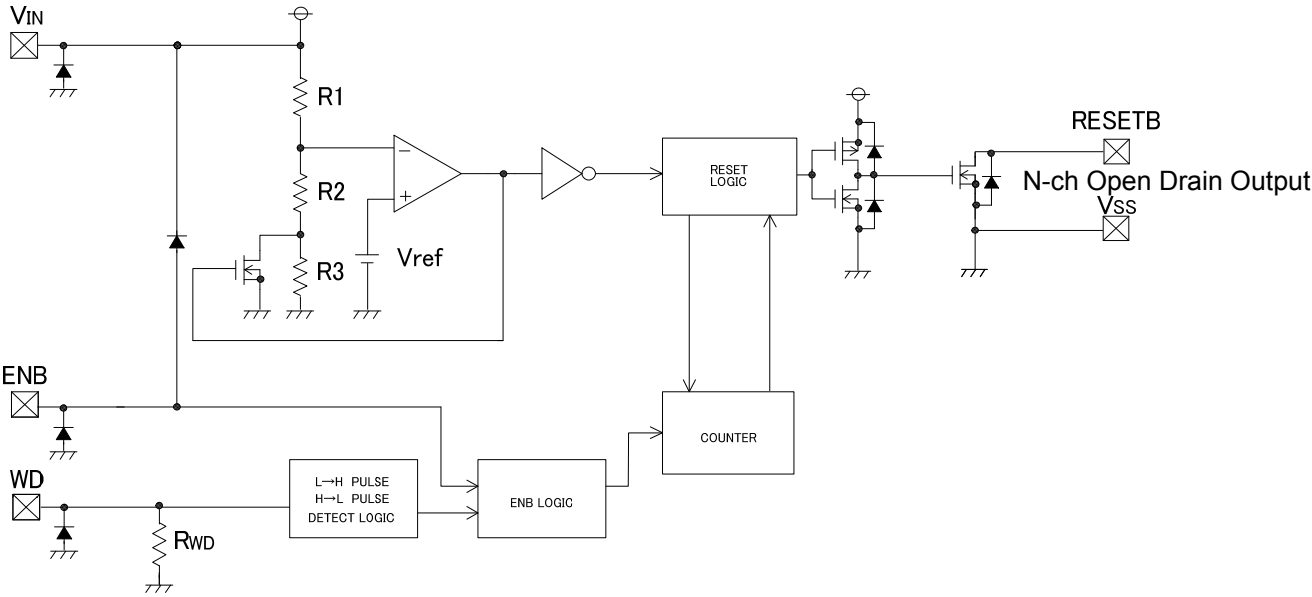 VIN
R1
R2
R3
−
+
Vref
RESET
LOGIC
RESETB
N-ch Open Drain Output
VSS
ENB
COUNTER
WD
L→H PULSE
H→L PULSE
DETECT LOGIC
ENB LOGIC
RWD